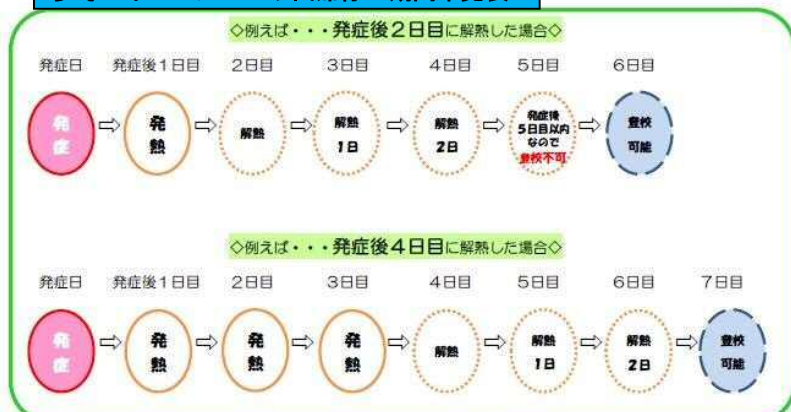 ◇例えば・・・発症後2日目に解熱した場合◇
発症日 発症後1日目 2日目 3日目 4日目 5日目 6日目
発症 ⇨ 発熱 ⇨ 解熱 ⇨ 解熱1日 ⇨ 解熱2日 ⇨ 発症後5日目以内なので登校不可 ⇨ 登校可能
◇例えば・・・発症後4日目に解熱した場合◇
発症日 発症後1日目 2日目 3日目 4日目 5日目 6日目 7日目
発症 ⇨ 発熱 ⇨ 発熱 ⇨ 発熱 ⇨ 解熱 ⇨ 解熱1日 ⇨ 解熱2日 ⇨ 登校可能